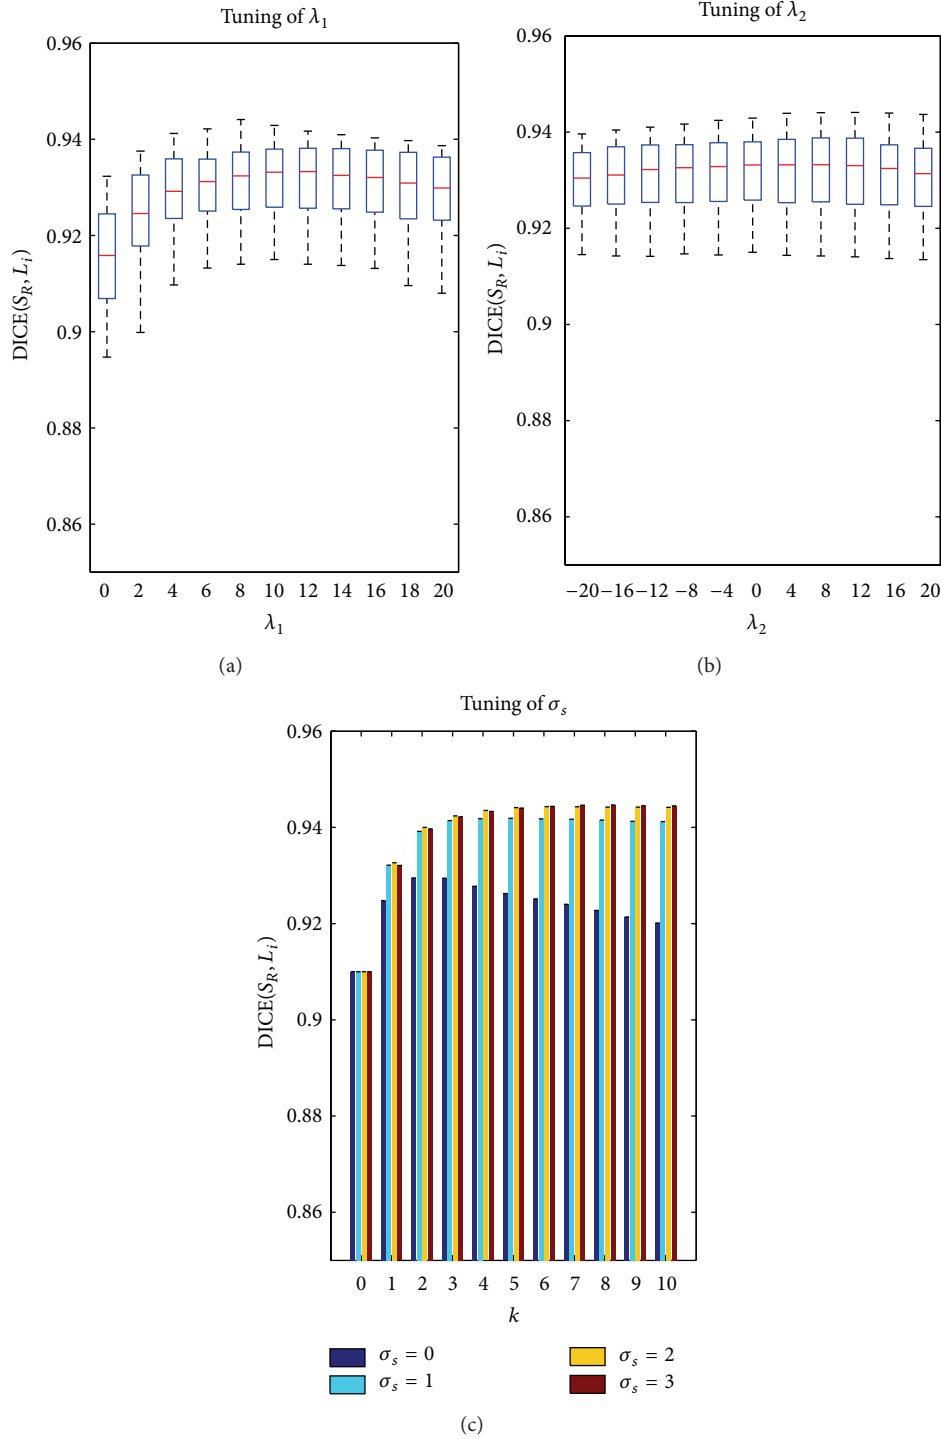 Tuning of λ1
0.96
0.94
0.92
0.9
0.88
0.86
DICE(SR, Li)
0 2 4 6 8 10 12 14 16 18 20
λ1
(a)
Tuning of λ2
0.96
0.94
0.92
0.9
0.88
0.86
DICE(SR, Li)
−20 −16 −12 −8 −4 0 4 8 12 16 20
λ2
(b)
Tuning of σs
0.96
0.94
0.92
0.9
0.88
0.86
DICE(SR, Li)
0 1 2 3 4 5 6 7 8 9 10
k
σs = 0
σs = 1
σs = 2
σs = 3
(c)